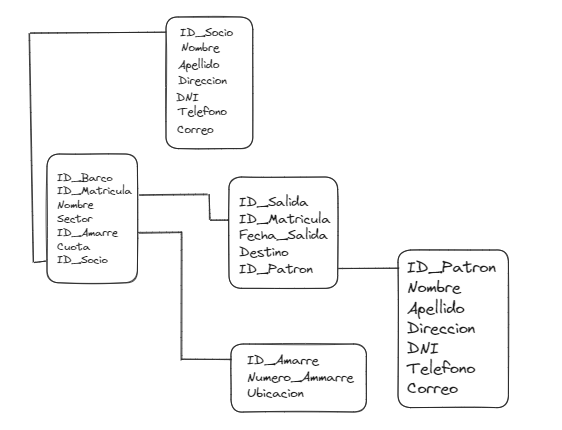 ID_Socio
Nombre
Apellido
Direccion
DNI
Telefono
Correo
ID_Barco
ID_Matricula
Nombre
Sector
ID_Amarre
Cuota
ID_Socio
ID_Salida
ID_Matricula
Fecha_Salida
Destino
ID_Patron
ID_Patron
Nombre
Apellido
Direccion
DNI
Telefono
Correo
ID_Amarre
Numero_Ammarre
Ubicacion